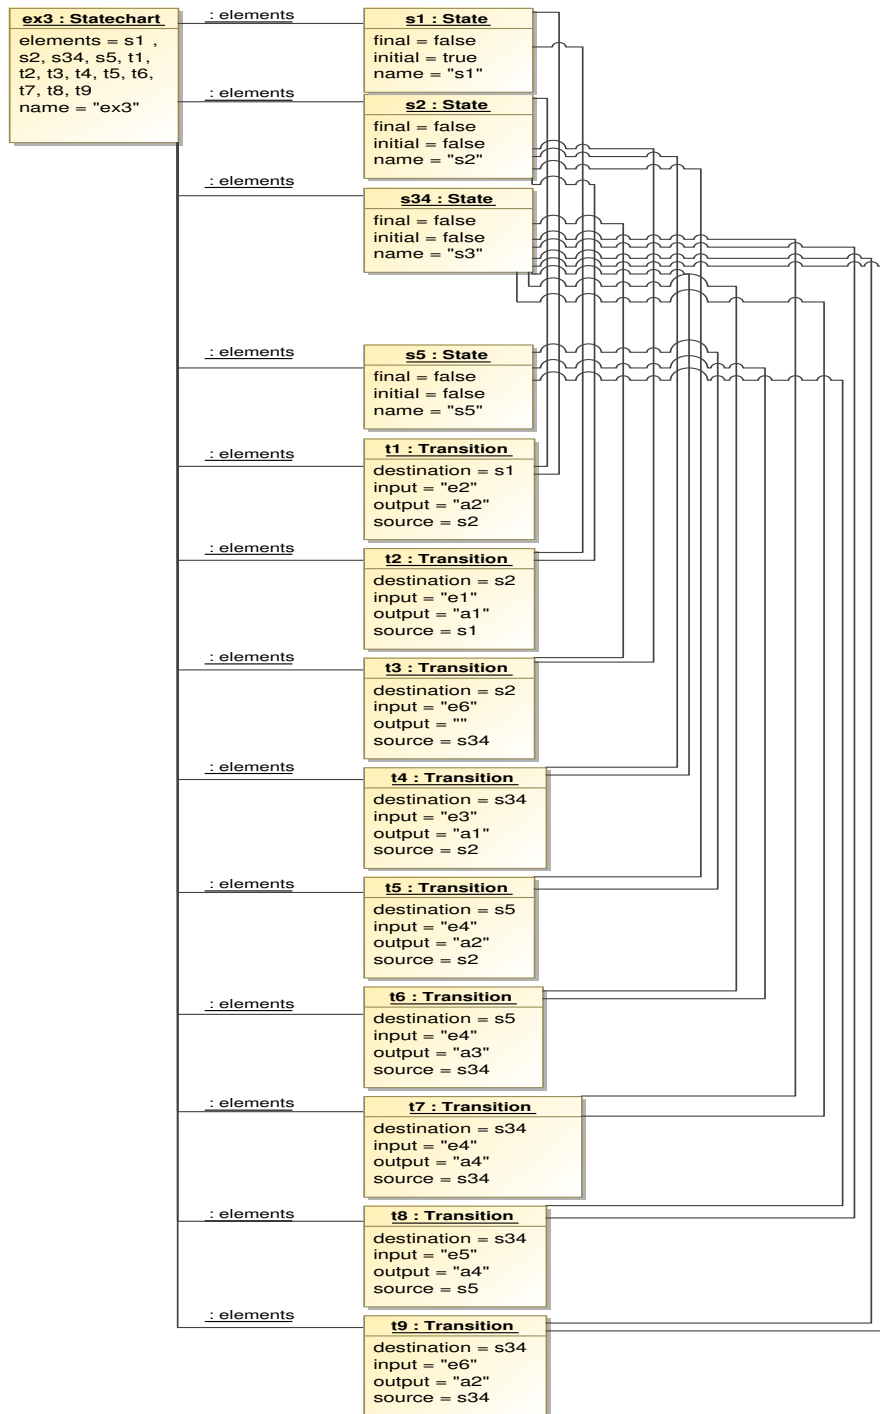 ex3 : Statechart
elements = s1 ,
s2, s34, s5, t1,
t2, t3, t4, t5, t6,
t7, t8, t9
name = "ex3"
: elements
s1 : State
final = false
initial = true
name = "s1"
: elements
s2 : State
final = false
initial = false
name = "s2"
: elements
s34 : State
final = false
initial = false
name = "s3"
: elements
s5 : State
final = false
initial = false
name = "s5"
: elements
t1 : Transition
destination = s1
input = "e2"
output = "a2"
source = s2
: elements
t2 : Transition
destination = s2
input = "e1"
output = "a1"
source = s1
: elements
t3 : Transition
destination = s2
input = "e6"
output = ""
source = s34
: elements
t4 : Transition
destination = s34
input = "e3"
output = "a1"
source = s2
: elements
t5 : Transition
destination = s5
input = "e4"
output = "a2"
source = s2
: elements
t6 : Transition
destination = s5
input = "e4"
output = "a3"
source = s34
: elements
t7 : Transition
destination = s34
input = "e4"
output = "a4"
source = s34
: elements
t8 : Transition
destination = s34
input = "e5"
output = "a4"
source = s5
: elements
t9 : Transition
destination = s34
input = "e6"
output = "a2"
source = s34